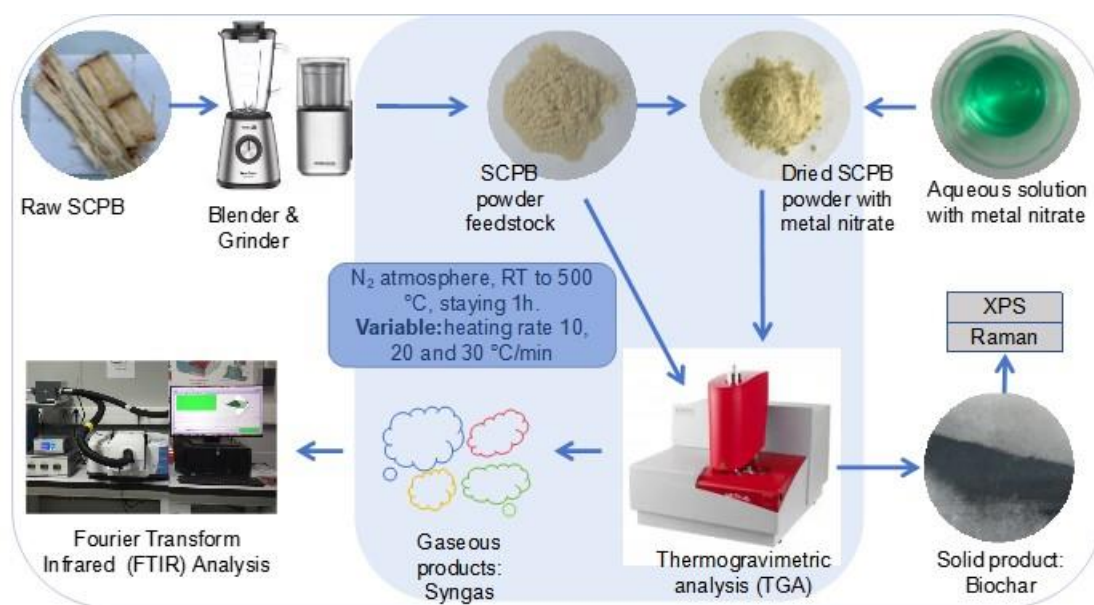 Raw SCPB
Blender &
Grinder
SCPB
powder
feedstock
Dried SCPB
powder with
metal nitrate
Aqueous solution
with metal nitrate
N₂ atmosphere, RT to 500
°C, staying 1h.
Variable:heating rate 10,
20 and 30 °C/min
XPS
Raman
Fourier Transform
Infrared (FTIR) Analysis
Gaseous
products:
Syngas
Thermogravimetric
analysis (TGA)
Solid product:
Biochar